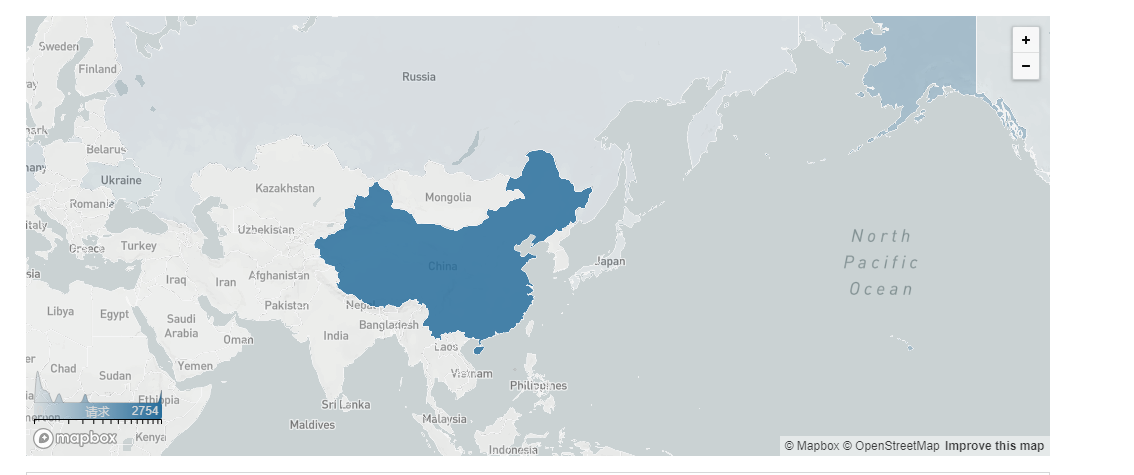 Sweden
Finland
Russia
Belarus
Ukraine
Kazakhstan
Mongolia
Romania
Uzbekistan
Greece
Turkey
China
Japan
Iraq
Iran
Afghanistan
Pakistan
Nepal
Libya
Egypt
Saudi
Arabia
India
Bangladesh
Oman
Laos
Yemen
Chad
Sudan
Vietnam
Philippines
Ethiopia
Sri Lanka
Maldives
Malaysia
Kenya
Indonesia
North
Pacific
Ocean
+
−
请求 2754
mapbox
© Mapbox © OpenStreetMap Improve this map